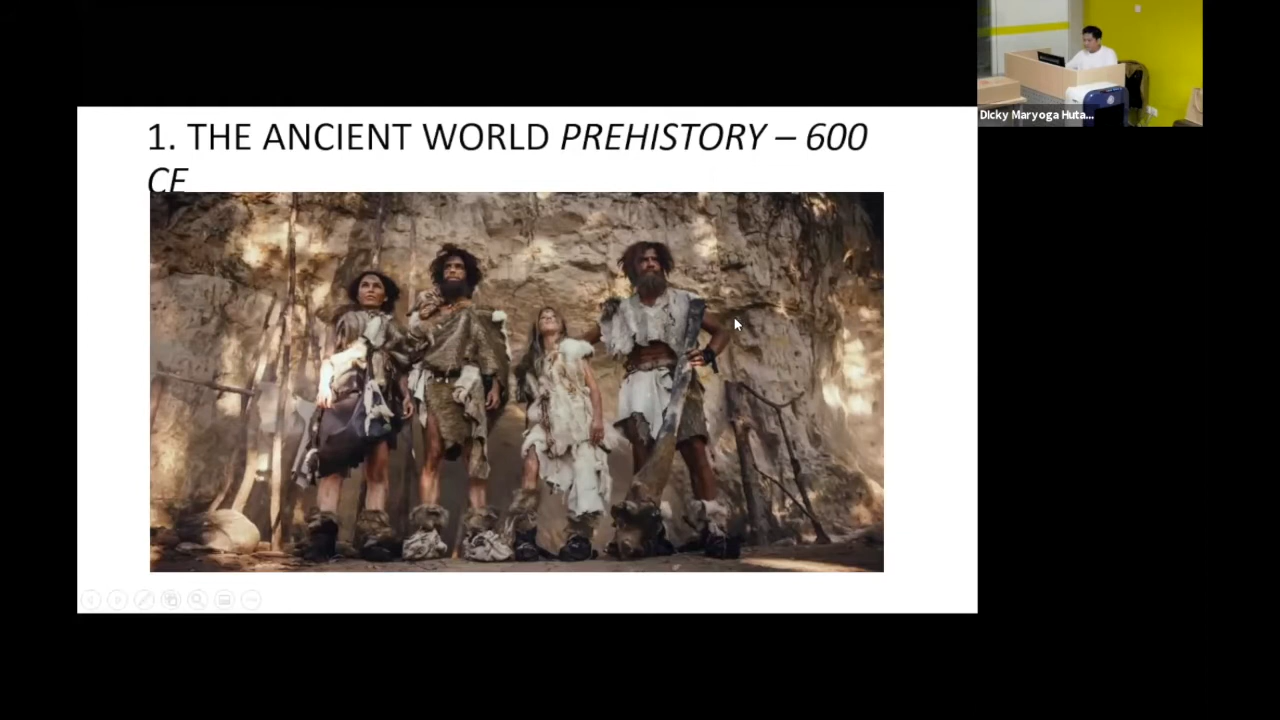 1. THE ANCIENT WORLD PREHISTORY – 600
CE
Dicky Maryoga Huta...